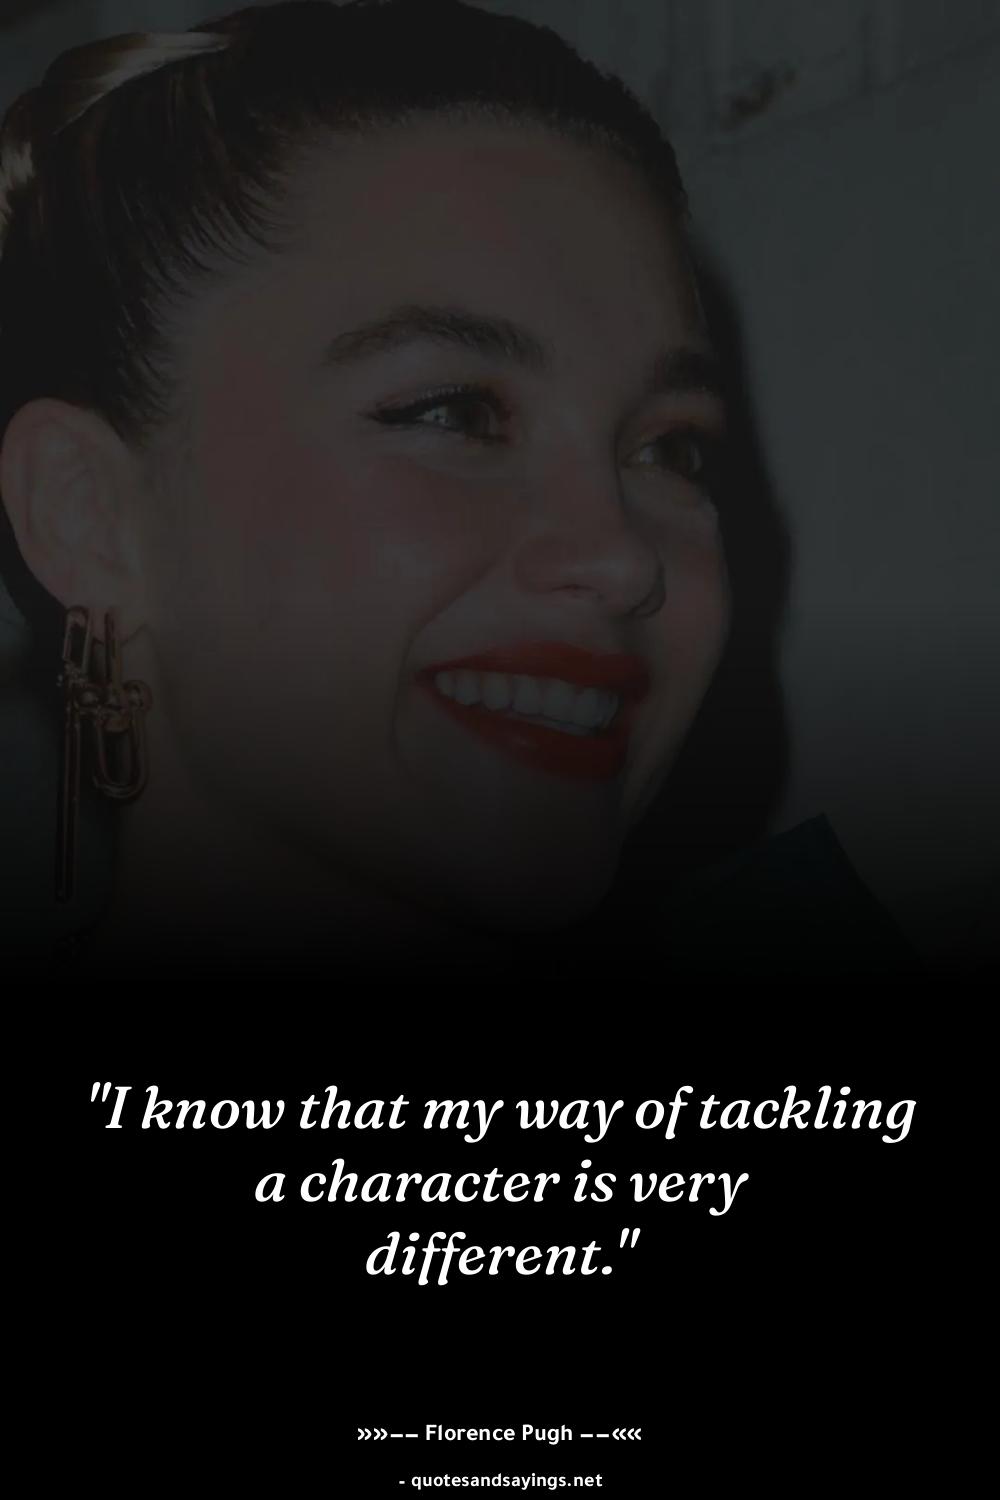 "I know that my way of tackling
a character is very
different."
»»−− Florence Pugh −−««
- quotesandsayings.net